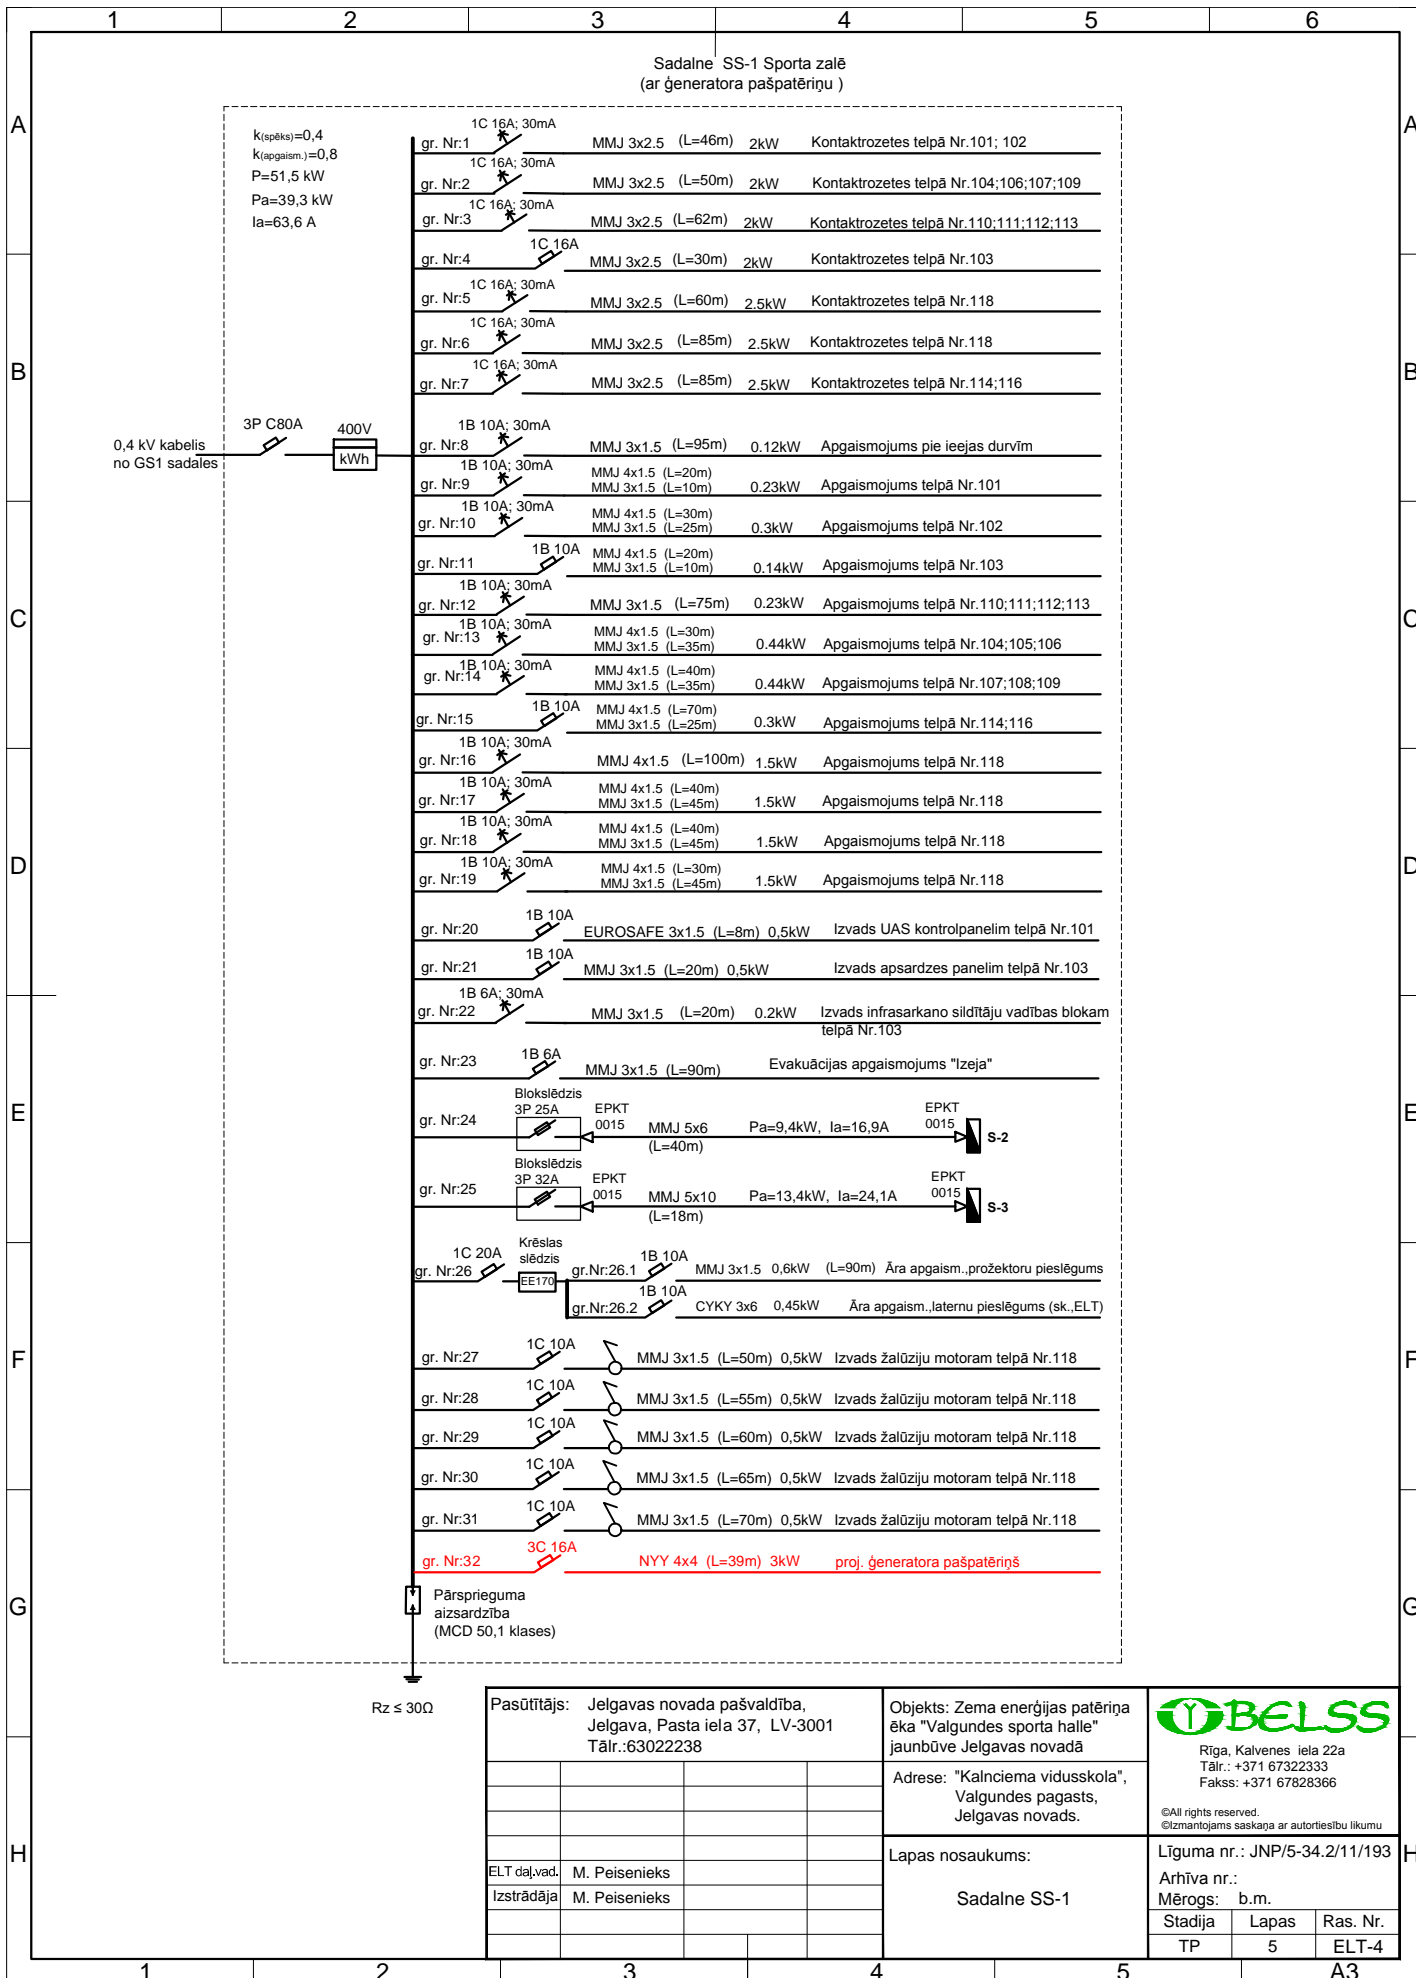 1 2 3 4 5 6
Sadalne SS-1 Sporta zalē
(ar ģeneratora pašpatēriņu )
A A
B B
C C
D D
E E
F F
G G
H H
k(spēks)=0,4
k(apgaism.)=0,8
P=51,5 kW
Pa=39,3 kW
Ia=63,6 A
0,4 kV kabelis
no GS1 sadales
3P C80A
400V
kWh
1C 16A; 30mA
gr. Nr:1 MMJ 3x2.5 (L=46m) 2kW Kontaktrozetes telpā Nr.101; 102
1C 16A; 30mA
gr. Nr:2 MMJ 3x2.5 (L=50m) 2kW Kontaktrozetes telpā Nr.104;106;107;109
1C 16A; 30mA
gr. Nr:3 MMJ 3x2.5 (L=62m) 2kW Kontaktrozetes telpā Nr.110;111;112;113
1C 16A
gr. Nr:4 MMJ 3x2.5 (L=30m) 2kW Kontaktrozetes telpā Nr.103
1C 16A; 30mA
gr. Nr:5 MMJ 3x2.5 (L=60m) 2.5kW Kontaktrozetes telpā Nr.118
1C 16A; 30mA
gr. Nr:6 MMJ 3x2.5 (L=85m) 2.5kW Kontaktrozetes telpā Nr.118
1C 16A; 30mA
gr. Nr:7 MMJ 3x2.5 (L=85m) 2.5kW Kontaktrozetes telpā Nr.114;116
1B 10A; 30mA
gr. Nr:8 MMJ 3x1.5 (L=95m) 0.12kW Apgaismojums pie ieejas durvīm
1B 10A; 30mA
MMJ 4x1.5 (L=20m)
gr. Nr:9 MMJ 3x1.5 (L=10m) 0.23kW Apgaismojums telpā Nr.101
1B 10A; 30mA
MMJ 4x1.5 (L=30m)
gr. Nr:10 MMJ 3x1.5 (L=25m) 0.3kW Apgaismojums telpā Nr.102
1B 10A
MMJ 4x1.5 (L=20m)
gr. Nr:11 MMJ 3x1.5 (L=10m) 0.14kW Apgaismojums telpā Nr.103
1B 10A; 30mA
gr. Nr:12 MMJ 3x1.5 (L=75m) 0.23kW Apgaismojums telpā Nr.110;111;112;113
1B 10A; 30mA
MMJ 4x1.5 (L=30m)
gr. Nr:13 MMJ 3x1.5 (L=35m) 0.44kW Apgaismojums telpā Nr.104;105;106
1B 10A; 30mA
MMJ 4x1.5 (L=40m)
gr. Nr:14 MMJ 3x1.5 (L=35m) 0.44kW Apgaismojums telpā Nr.107;108;109
1B 10A
MMJ 4x1.5 (L=70m)
gr. Nr:15 MMJ 3x1.5 (L=25m) 0.3kW Apgaismojums telpā Nr.114;116
1B 10A; 30mA
gr. Nr:16 MMJ 4x1.5 (L=100m) 1.5kW Apgaismojums telpā Nr.118
1B 10A; 30mA
MMJ 4x1.5 (L=40m)
gr. Nr:17 MMJ 3x1.5 (L=45m) 1.5kW Apgaismojums telpā Nr.118
1B 10A; 30mA
MMJ 4x1.5 (L=40m)
gr. Nr:18 MMJ 3x1.5 (L=45m) 1.5kW Apgaismojums telpā Nr.118
1B 10A; 30mA
MMJ 4x1.5 (L=30m)
gr. Nr:19 MMJ 3x1.5 (L=45m) 1.5kW Apgaismojums telpā Nr.118
1B 10A
gr. Nr:20 EUROSAFE 3x1.5 (L=8m) 0,5kW Izvads UAS kontrolpanelim telpā Nr.101
1B 10A
gr. Nr:21 MMJ 3x1.5 (L=20m) 0,5kW Izvads apsardzes panelim telpā Nr.103
1B 6A; 30mA
gr. Nr:22 MMJ 3x1.5 (L=20m) 0.2kW Izvads infrasarkano sildītāju vadības blokam
telpā Nr.103
1B 6A
gr. Nr:23 MMJ 3x1.5 (L=90m) Evakuācijas apgaismojums "Izeja"
Blokslēdzis
3P 25A EPKT EPKT
gr. Nr:24 0015 MMJ 5x6 Pa=9,4kW, Ia=16,9A 0015 S-2
(L=40m)
Blokslēdzis
3P 32A EPKT EPKT
gr. Nr:25 0015 MMJ 5x10 Pa=13,4kW, Ia=24,1A 0015 S-3
(L=18m)
Krēslas
slēdzis
1C 20A
gr. Nr:26 EE170
1B 10A
gr.Nr:26.1 MMJ 3x1.5 0,6kW (L=90m) Āra apgaism.,prožektoru pieslēgums
1B 10A
gr.Nr:26.2 CYKY 3x6 0,45kW Āra apgaism.,laternu pieslēgums (sk.,ELT)
1C 10A
gr. Nr:27 MMJ 3x1.5 (L=50m) 0,5kW Izvads žalūziju motoram telpā Nr.118
1C 10A
gr. Nr:28 MMJ 3x1.5 (L=55m) 0,5kW Izvads žalūziju motoram telpā Nr.118
1C 10A
gr. Nr:29 MMJ 3x1.5 (L=60m) 0,5kW Izvads žalūziju motoram telpā Nr.118
1C 10A
gr. Nr:30 MMJ 3x1.5 (L=65m) 0,5kW Izvads žalūziju motoram telpā Nr.118
1C 10A
gr. Nr:31 MMJ 3x1.5 (L=70m) 0,5kW Izvads žalūziju motoram telpā Nr.118
3C 16A
gr. Nr:32 NYY 4x4 (L=39m) 3kW proj. ģeneratora pašpatēriņš
Pārsprieguma
aizsardzība
(MCD 50,1 klases)
Rz ≤ 30Ω
Pasūtītājs: Jelgavas novada pašvaldība,
Jelgava, Pasta iela 37, LV-3001
Tālr.:63022238
ELT daļ.vad. M. Peisenieks
Izstrādāja M. Peisenieks
Objekts: Zema enerģijas patēriņa
ēka "Valgundes sporta halle"
jaunbūve Jelgavas novadā
Adrese: "Kalnciema vidusskola",
Valgundes pagasts,
Jelgavas novads.
Lapas nosaukums:
Sadalne SS-1
Y BELSS
Rīga, Kalvenes iela 22a
Tālr.: +371 67322333
Fakss: +371 67828366
©All rights reserved.
©Izmantojams saskaņa ar autortiesību likumu
Līguma nr.: JNP/5-34.2/11/193
Arhīva nr.:
Mērogs: b.m.
Stadija Lapas Ras. Nr.
TP 5 ELT-4
1 2 3 4 5 A3